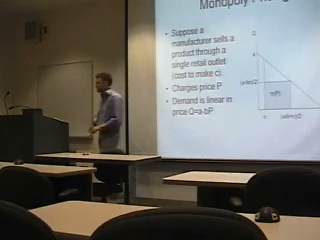 Monopoly Pricing
• Suppose a
manufacturer sells a
product through a
single retail outlet
(cost to make c).
• Charges price P
• Demand is linear in
price Q=a-bP
Q
a
π(P)
c